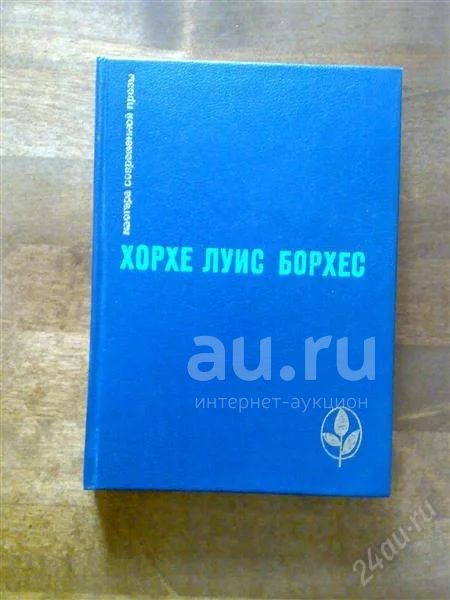 мастера современной прозы
ХОРХЕ ЛУИС БОРХЕС
au.ru
интернет-аукцион
24au.ru